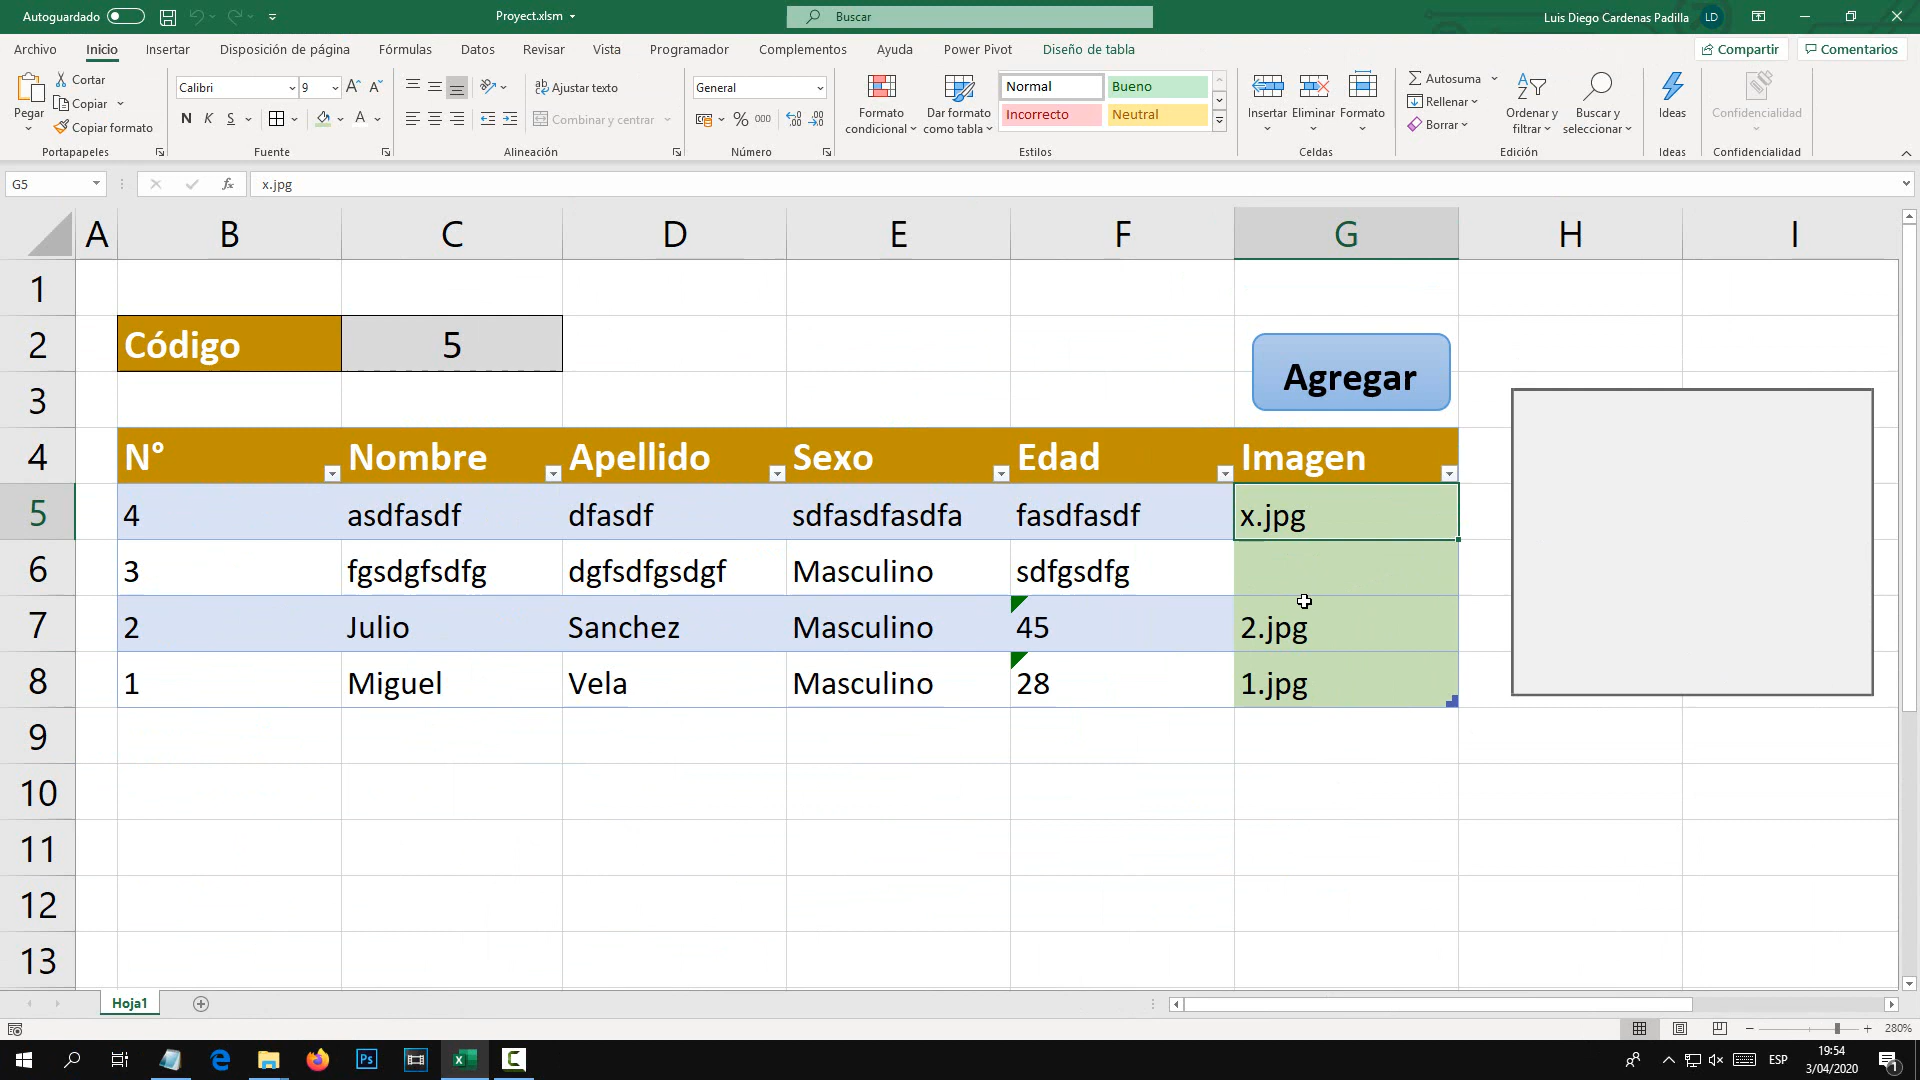 Autoguardado
Proyect.xlsm
Buscar
Luis Diego Cardenas Padilla
LD
Archivo Inicio Insertar Disposición de página Fórmulas Datos Revisar Vista Programador Complementos Ayuda Power Pivot Diseño de tabla
Compartir Comentarios
Pegar
Cortar
Copiar
Copiar formato
Portapapeles
Calibri 9
N K S
Fuente
Ajustar texto
Combinar y centrar
Alineación
General
% 000
Número
Formato condicional
Dar formato como tabla
Normal Bueno
Incorrecto Neutral
Estilos
Insertar Eliminar Formato
Celdas
Autosuma
Rellenar
Borrar
Ordenar y filtrar
Buscar y seleccionar
Edición
Ideas
Ideas
Confidencialidad
Confidencialidad
G5
fx
x.jpg
A B C D E F G H I
1
2 Código 5
Agregar
3
4 N° Nombre Apellido Sexo Edad Imagen
5 4 asdfasdf dfasdf sdfasdfasdfa fasdfasdf x.jpg
6 3 fgsdgfsdfg dgfsdfgsdgf Masculino sdfgsdfg
7 2 Julio Sanchez Masculino 45 2.jpg
8 1 Miguel Vela Masculino 28 1.jpg
9
10
11
12
13
Hoja1
280%
Ps
ESP
19:54
3/04/2020
1